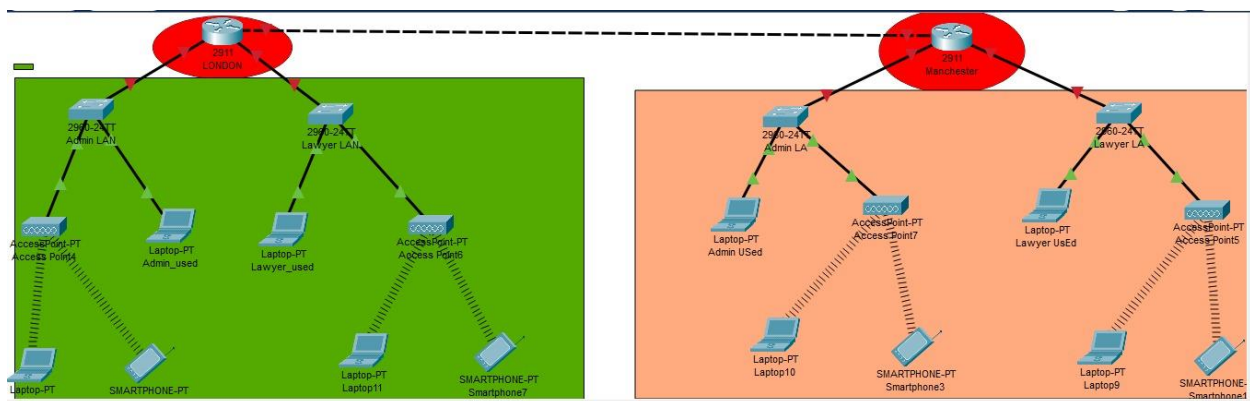 2911
LONDON
2911
Manchester
2960-24TT
Admin LAN
2960-24TT
Lawyer LAN
2960-24TT
Admin LA
2960-24TT
Lawyer LA
AccessPoint-PT
Access Point4
Laptop-PT
Admin_used
Laptop-PT
Lawyer_used
AccessPoint-PT
Access Point6
Laptop-PT
Admin USed
AccessPoint-PT
Access Point7
Laptop-PT
Lawyer UsEd
AccessPoint-PT
Access Point5
Laptop-PT
SMARTPHONE-PT
Laptop-PT
Laptop11
SMARTPHONE-PT
Smartphone7
Laptop-PT
Laptop10
SMARTPHONE-PT
Smartphone3
Laptop-PT
Laptop9
SMARTPHONE-
Smartphone1